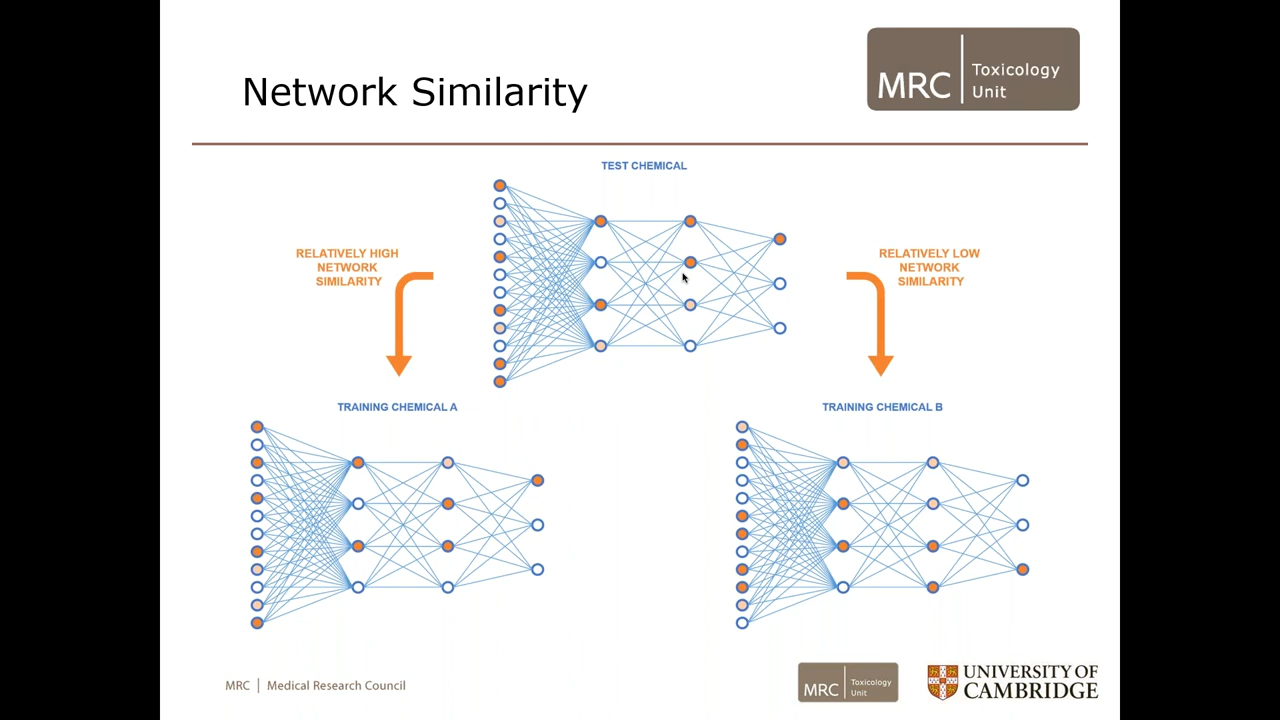 Network Similarity
MRC
Toxicology
Unit
TEST CHEMICAL
RELATIVELY HIGH
NETWORK
SIMILARITY
RELATIVELY LOW
NETWORK
SIMILARITY
TRAINING CHEMICAL A
TRAINING CHEMICAL B
MRC | Medical Research Council
MRC
Toxicology
Unit
UNIVERSITY OF
CAMBRIDGE